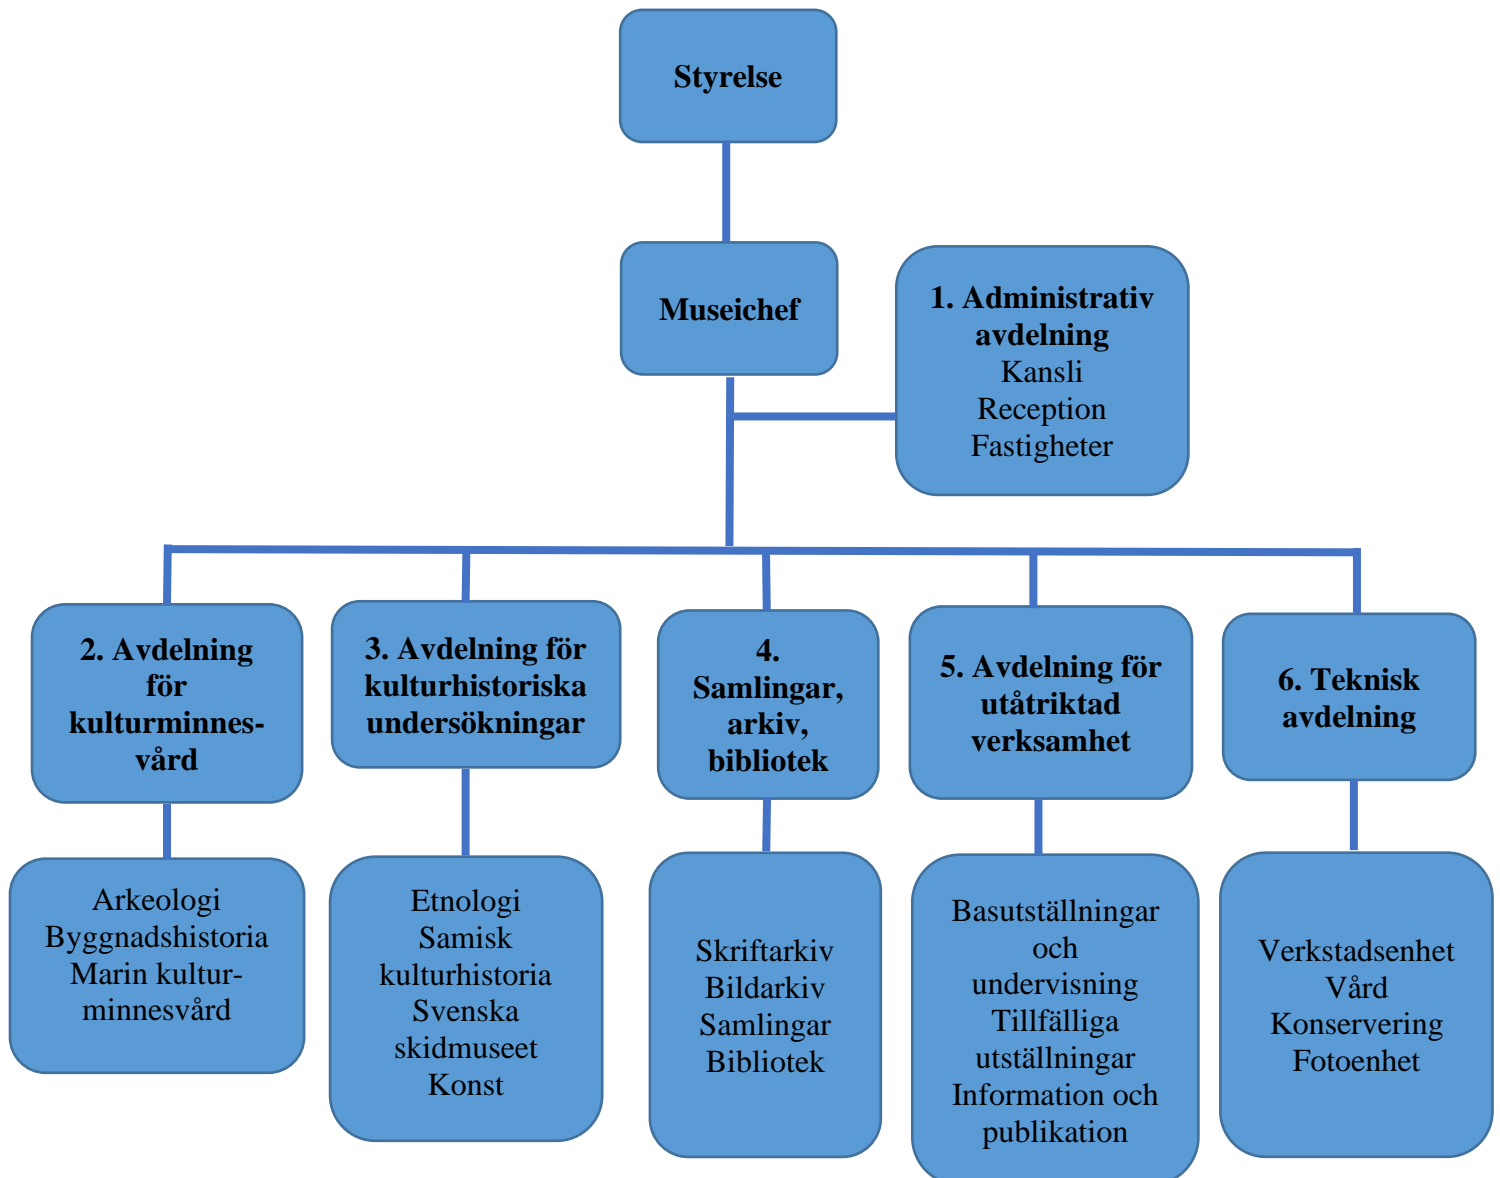 Styrelse
Museichef
1. Administrativ
avdelning
Kansli
Reception
Fastigheter
2. Avdelning
för
kulturminnes-
vård
3. Avdelning för
kulturhistoriska
undersökningar
4.
Samlingar,
arkiv,
bibliotek
5. Avdelning för
utåtriktad
verksamhet
6. Teknisk
avdelning
Arkeologi
Byggnadshistoria
Marin kultur-
minnesvård
Etnologi
Samisk
kulturhistoria
Svenska
skidmuseet
Konst
Skriftarkiv
Bildarkiv
Samlingar
Bibliotek
Basutställningar
och
undervisning
Tillfälliga
utställningar
Information och
publikation
Verkstadsenhet
Vård
Konservering
Fotoenhet